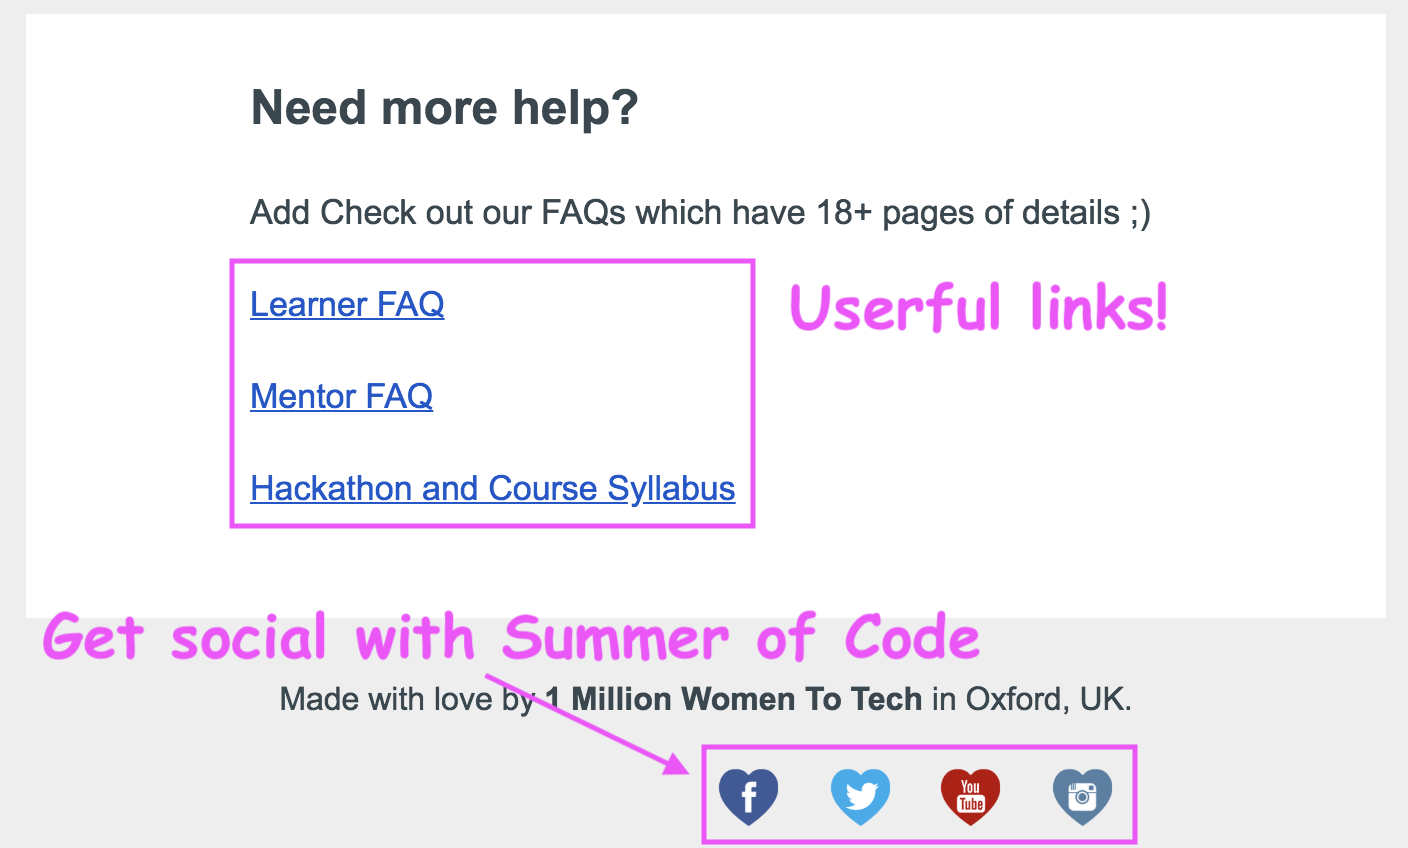 Need more help?
Add Check out our FAQs which have 18+ pages of details ;)
Learner FAQ
Userful links!
Mentor FAQ
Hackathon and Course Syllabus
Get social with Summer of Code
Made with love by 1 Million Women To Tech in Oxford, UK.
f
You
Tube